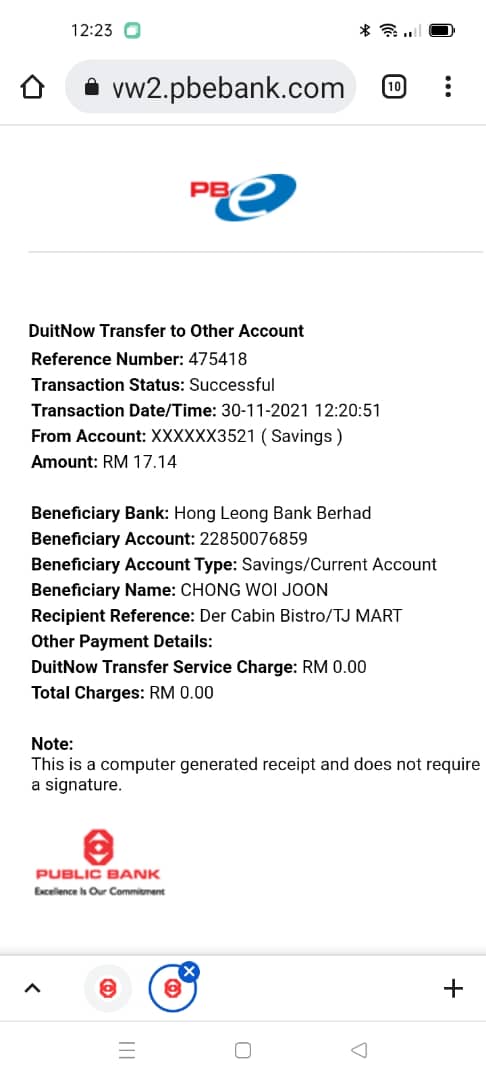 12:23
vw2.pbebank.com
10
PBe
DuitNow Transfer to Other Account
Reference Number: 475418
Transaction Status: Successful
Transaction Date/Time: 30-11-2021 12:20:51
From Account: XXXXXX3521 ( Savings )
Amount: RM 17.14
Beneficiary Bank: Hong Leong Bank Berhad
Beneficiary Account: 22850076859
Beneficiary Account Type: Savings/Current Account
Beneficiary Name: CHONG WOI JOON
Recipient Reference: Der Cabin Bistro/TJ MART
Other Payment Details:
DuitNow Transfer Service Charge: RM 0.00
Total Charges: RM 0.00
Note:
This is a computer generated receipt and does not require
a signature.
PUBLIC BANK
Excellence Is Our Commitment